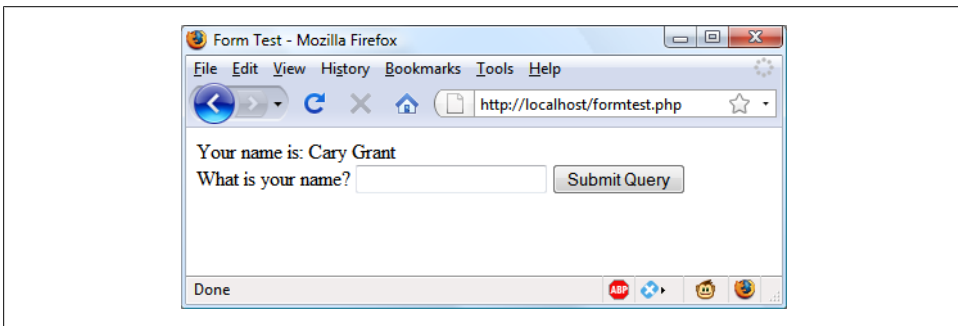 Form Test - Mozilla Firefox
File Edit View History Bookmarks Tools Help
http://localhost/formtest.php
Your name is: Cary Grant
What is your name? Submit Query
Done
ABP